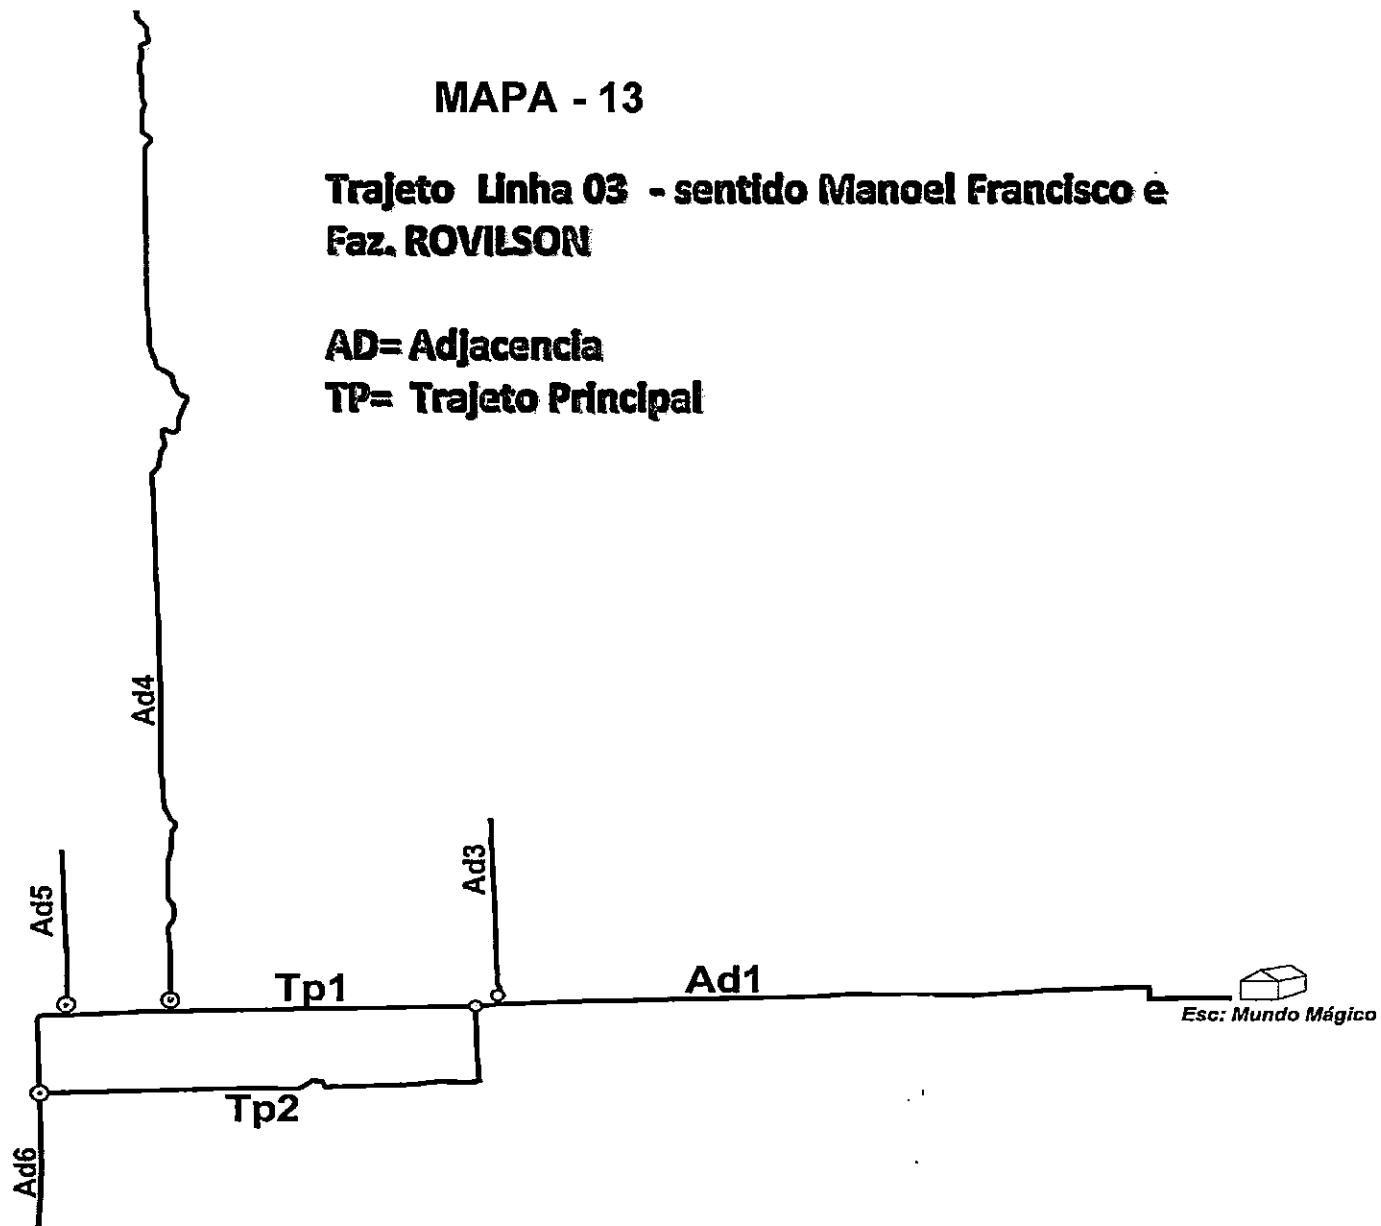 MAPA - 13
Trajeto Linha 03 - sentido Manoel Francisco e
Faz. ROVILSON
AD= Adjacencia
TP= Trajeto Principal
Ad4
Ad3
Ad5
Tp1
Ad1
Esc: Mundo Mágico
Tp2
Ad6